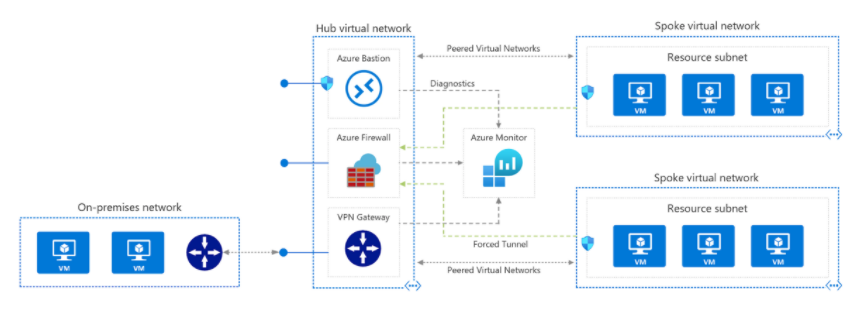 Hub virtual network
Spoke virtual network
Azure Bastion
Peered Virtual Networks
Resource subnet
Diagnostics
VM
VM
VM
Azure Firewall
Azure Monitor
Spoke virtual network
On-premises network
VPN Gateway
Resource subnet
Forced Tunnel
VM
VM
VM
VM
VM
Peered Virtual Networks